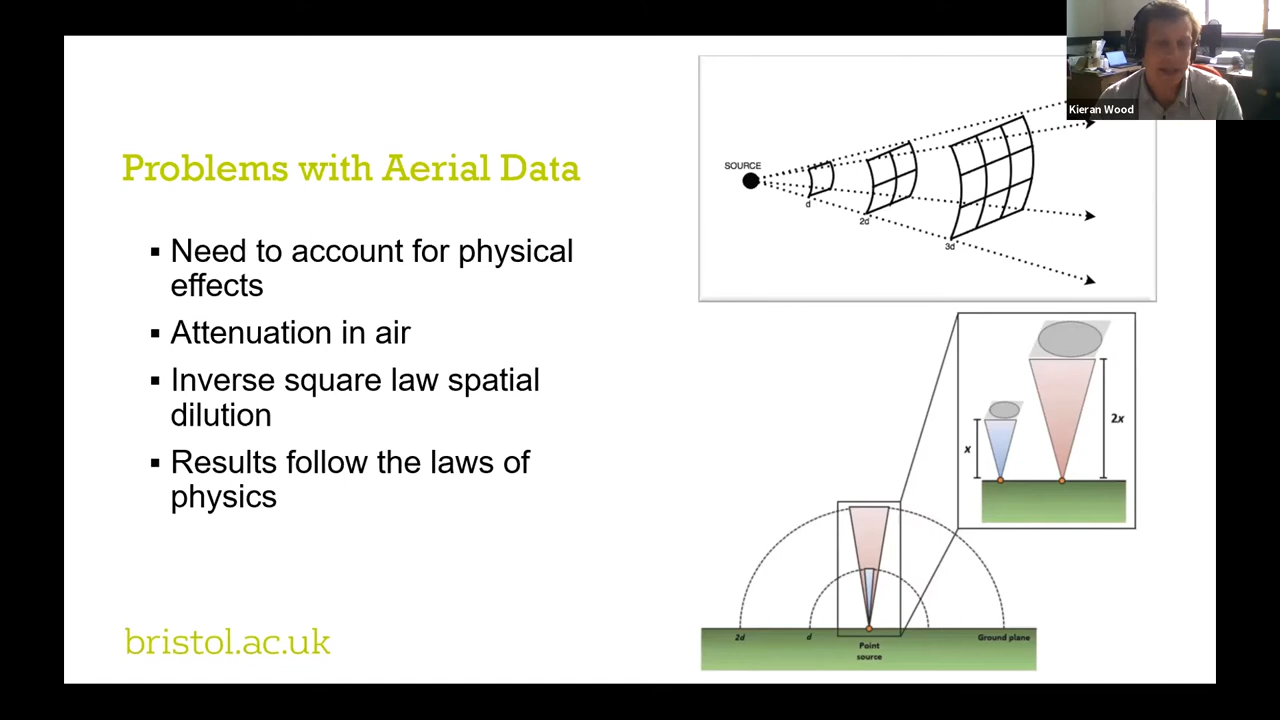 Kieran Wood
Problems with Aerial Data
▪ Need to account for physical
effects
▪ Attenuation in air
▪ Inverse square law spatial
dilution
▪ Results follow the laws of
physics
bristol.ac.uk
SOURCE
d
2d
3d
x
2x
2d
d
Ground plane
Point
source